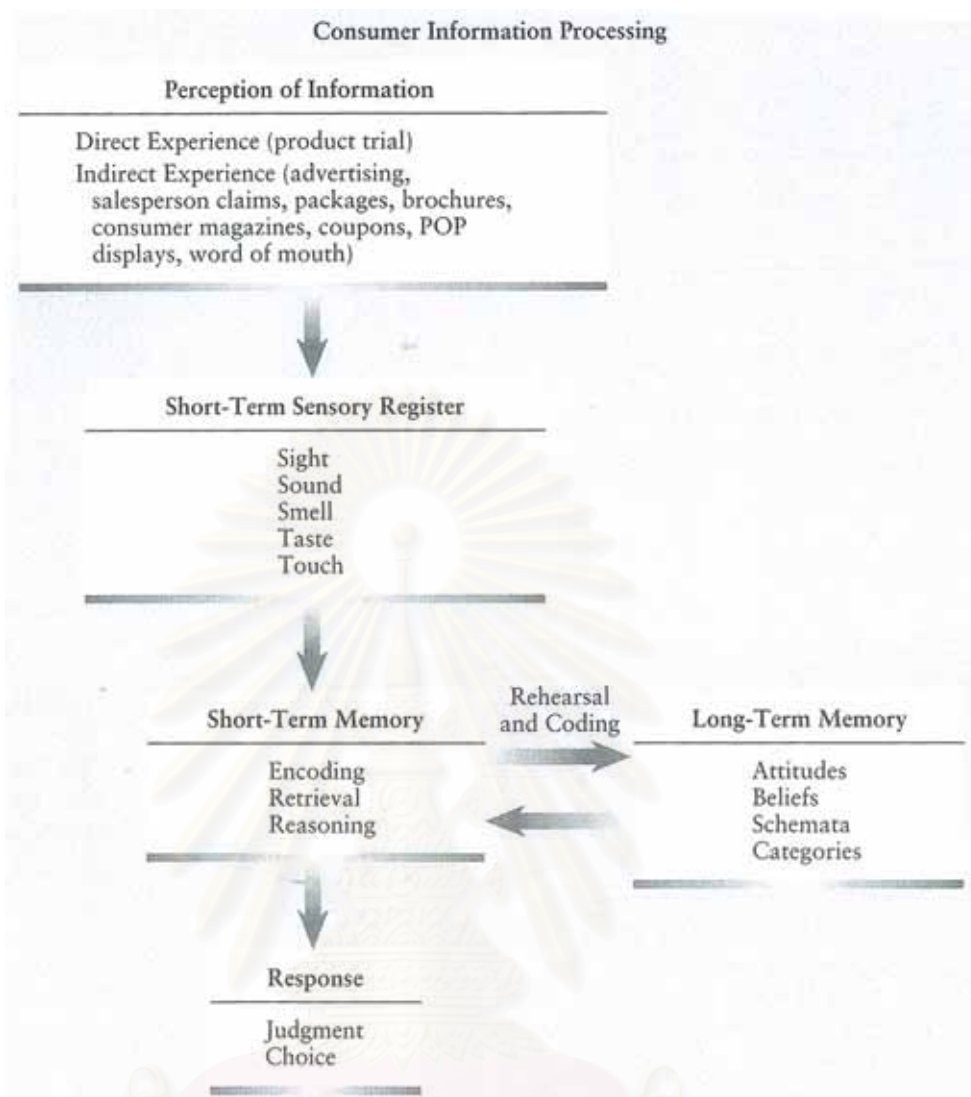 Consumer Information Processing
Perception of Information
Direct Experience (product trial)
Indirect Experience (advertising,
salesperson claims, packages, brochures,
consumer magazines, coupons, POP
displays, word of mouth)
Short-Term Sensory Register
Sight
Sound
Smell
Taste
Touch
Short-Term Memory
Encoding
Retrieval
Reasoning
Rehearsal
and Coding
Long-Term Memory
Attitudes
Beliefs
Schemata
Categories
Response
Judgment
Choice